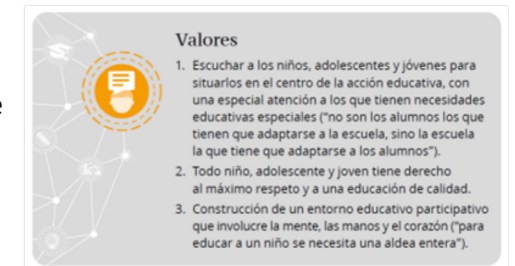 Valores
1. Escuchar a los niños, adolescentes y jóvenes para
situarlos en el centro de la acción educativa, con
una especial atención a los que tienen necesidades
educativas especiales (“no son los alumnos los que
tienen que adaptarse a la escuela, sino la escuela
la que tiene que adaptarse a los alumnos”).
2. Todo niño, adolescente y joven tiene derecho
al máximo respeto y a una educación de calidad.
3. Construcción de un entorno educativo participativo
que involucre la mente, las manos y el corazón (“para
educar a un niño se necesita una aldea entera”).